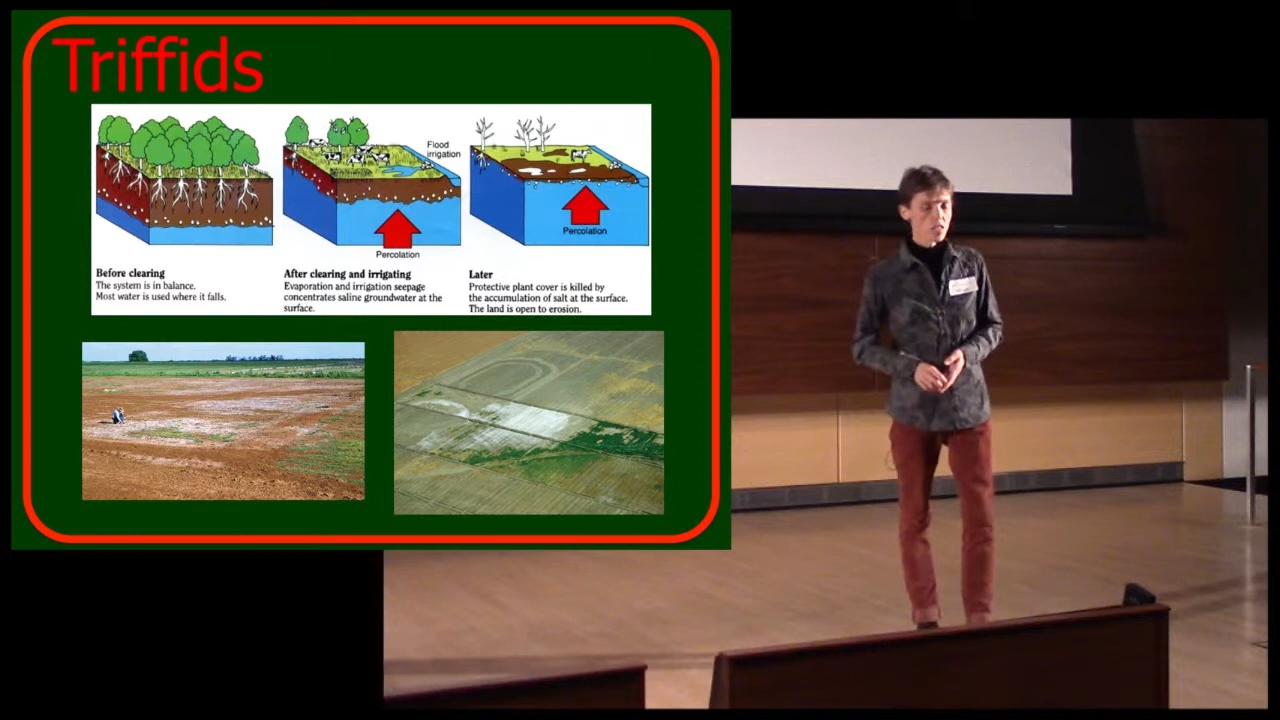 Triffids
Flood
irrigation
Percolation
Percolation
Before clearing
The system is in balance.
Most water is used where it falls.
After clearing and irrigating
Evaporation and irrigation seepage
concentrates saline groundwater at the
surface.
Later
Protective plant cover is killed by
the accumulation of salt at the surface.
The land is open to erosion.